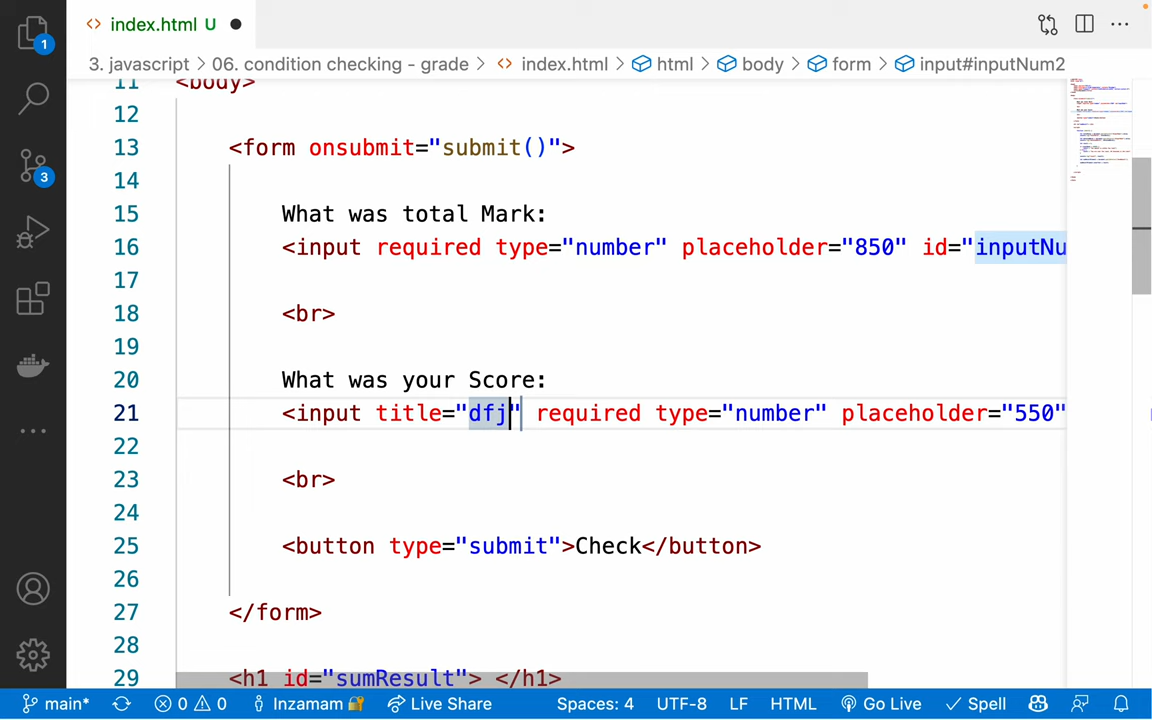 index.html U
3. javascript > 06. condition checking - grade > <> index.html > html > body > form > input#inputNum2
1
3
11 <body>
12
13 <form onsubmit="submit()">
14
15 What was total Mark:
16 <input required type="number" placeholder="850" id="inputNu
17
18 <br>
19
20 What was your Score:
21 <input title="dfj" required type="number" placeholder="550"
22
23 <br>
24
25 <button type="submit">Check</button>
26
27 </form>
28
29 <h1 id="sumResult"> </h1>
main* 0 0 Inzamam Live Share Spaces: 4 UTF-8 LF HTML Go Live Spell